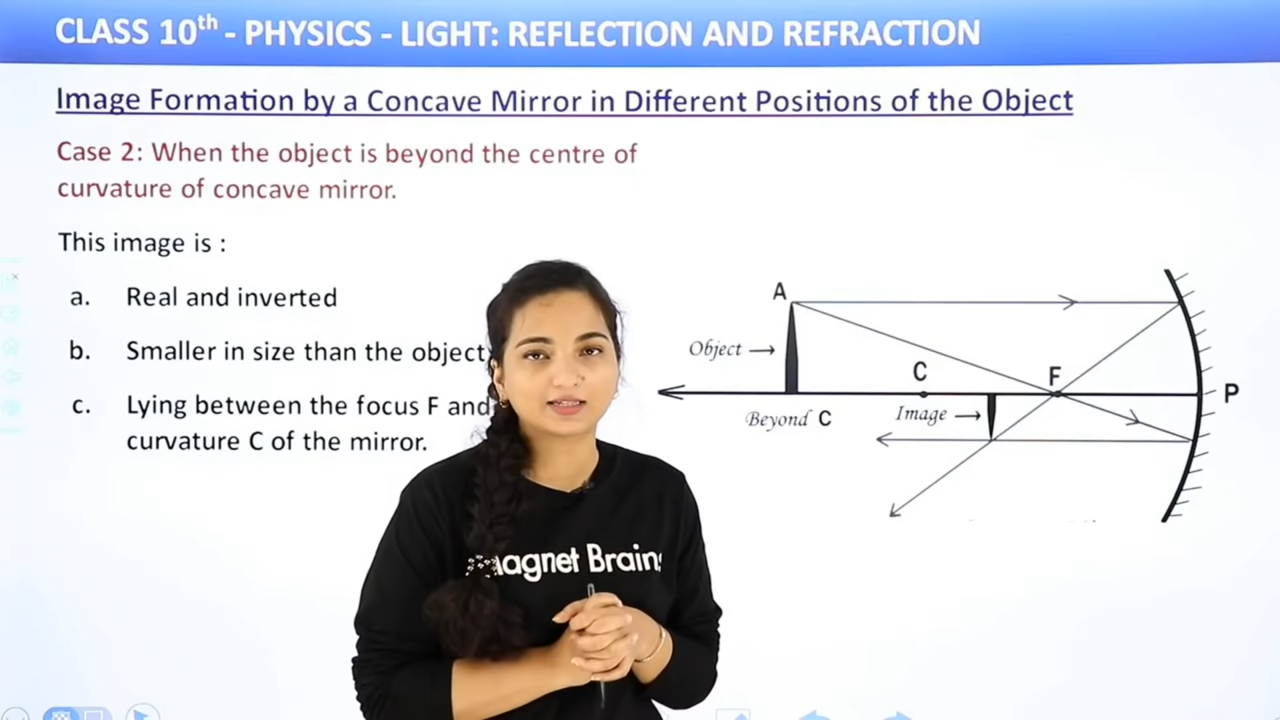 CLASS 10th - PHYSICS - LIGHT: REFLECTION AND REFRACTION
Image Formation by a Concave Mirror in Different Positions of the Object
Case 2: When the object is beyond the centre of
curvature of concave mirror.
This image is :
a. Real and inverted
b. Smaller in size than the object
c. Lying between the focus F and
curvature C of the mirror.
A
Object →
C
F
P
Beyond C
Image →
agnet Brain